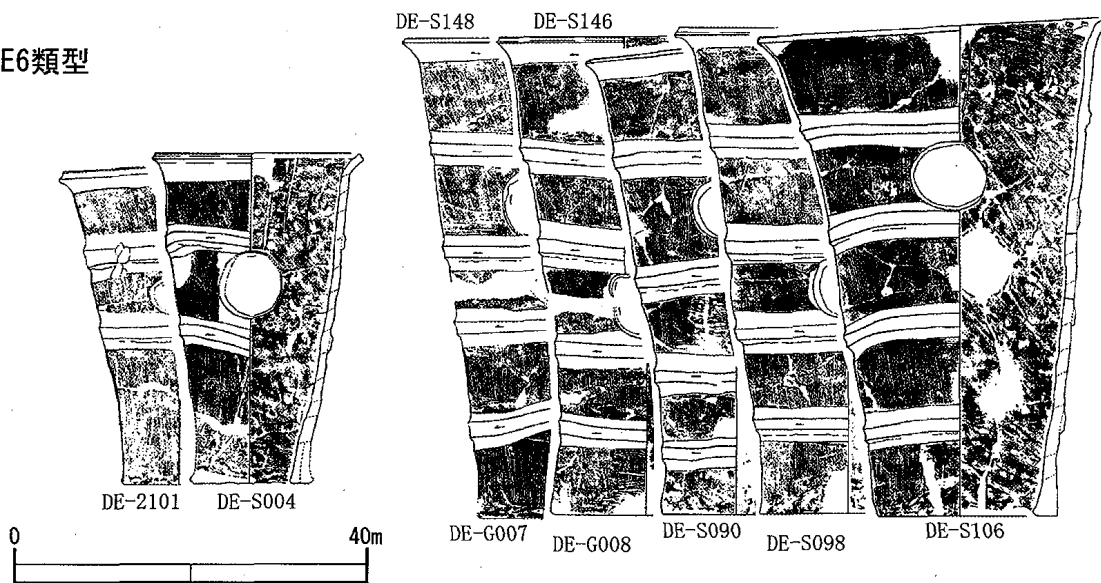 E6類型
DE-S148
DE-S146
DE-2101
DE-S004
DE-G007
DE-G008
DE-S090
DE-S098
DE-S106
0
40m